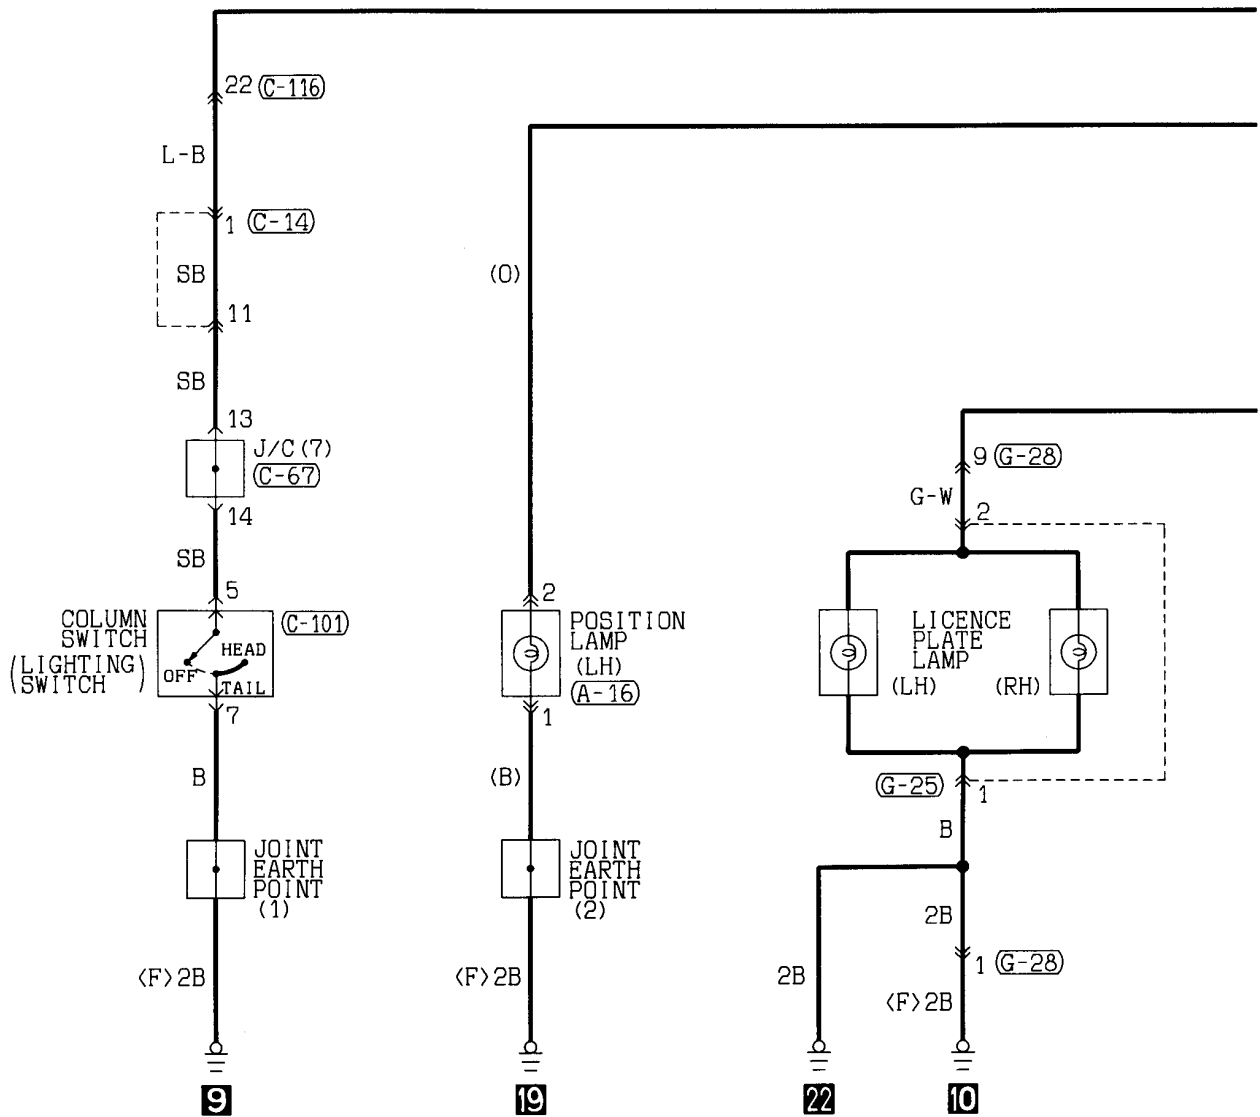 22 (C-116)
L-B
1 (C-14)
SB
(O)
11
SB
13
J/C(7)
(C-67)
14
SB
5
COLUMN
SWITCH
(LIGHTING
SWITCH)
(C-101)
HEAD
OFF
TAIL
7
B
JOINT
EARTH
POINT
(1)
<F>2B
9
2
POSITION
LAMP
(LH)
(A-16)
1
(B)
JOINT
EARTH
POINT
(2)
<F>2B
19
9 (G-28)
G-W
2
LICENCE
PLATE
LAMP
(LH)
(RH)
(G-25)
1
B
2B
2B
1 (G-28)
<F>2B
22
10